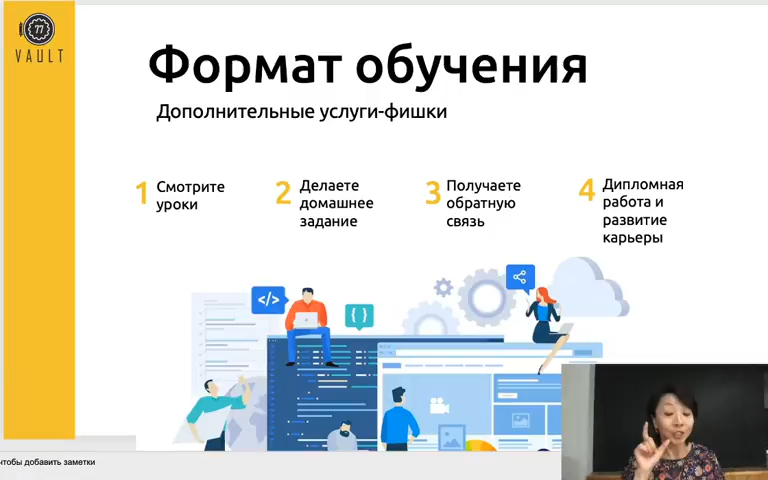 77
VAULT
Формат обучения
Дополнительные услуги-фишки
1 Смотрите
уроки
2 Делаете
домашнее
задание
3 Получаете
обратную
связь
4 Дипломная
работа и
развитие
карьеры
</>
{ }
чтобы добавить заметки